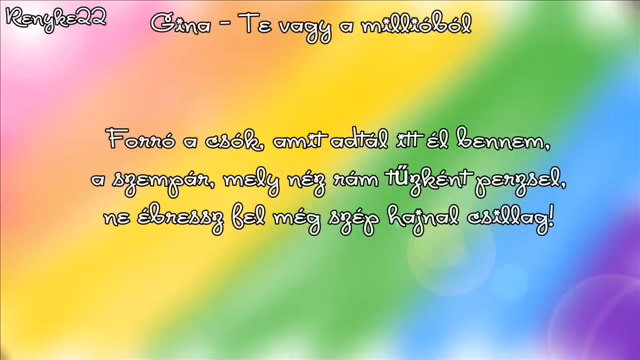 Renyke22
Gina - Te vagy a millióból
Forró a csók, amit adtál itt él bennem,
a szempár, mely néz rám tűzként perzsel,
ne ébressz fel még szép hajnal csillag!